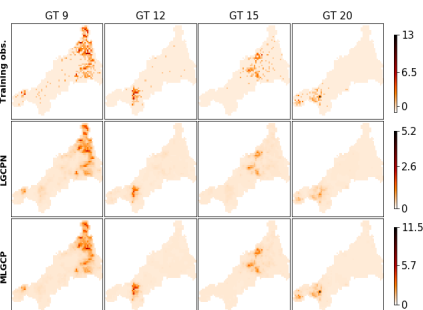 GT 9 GT 12 GT 15 GT 20
Training obs.
13
6.5
0
LGCPN
5.2
2.6
0
MLGCP
11.5
5.7
0